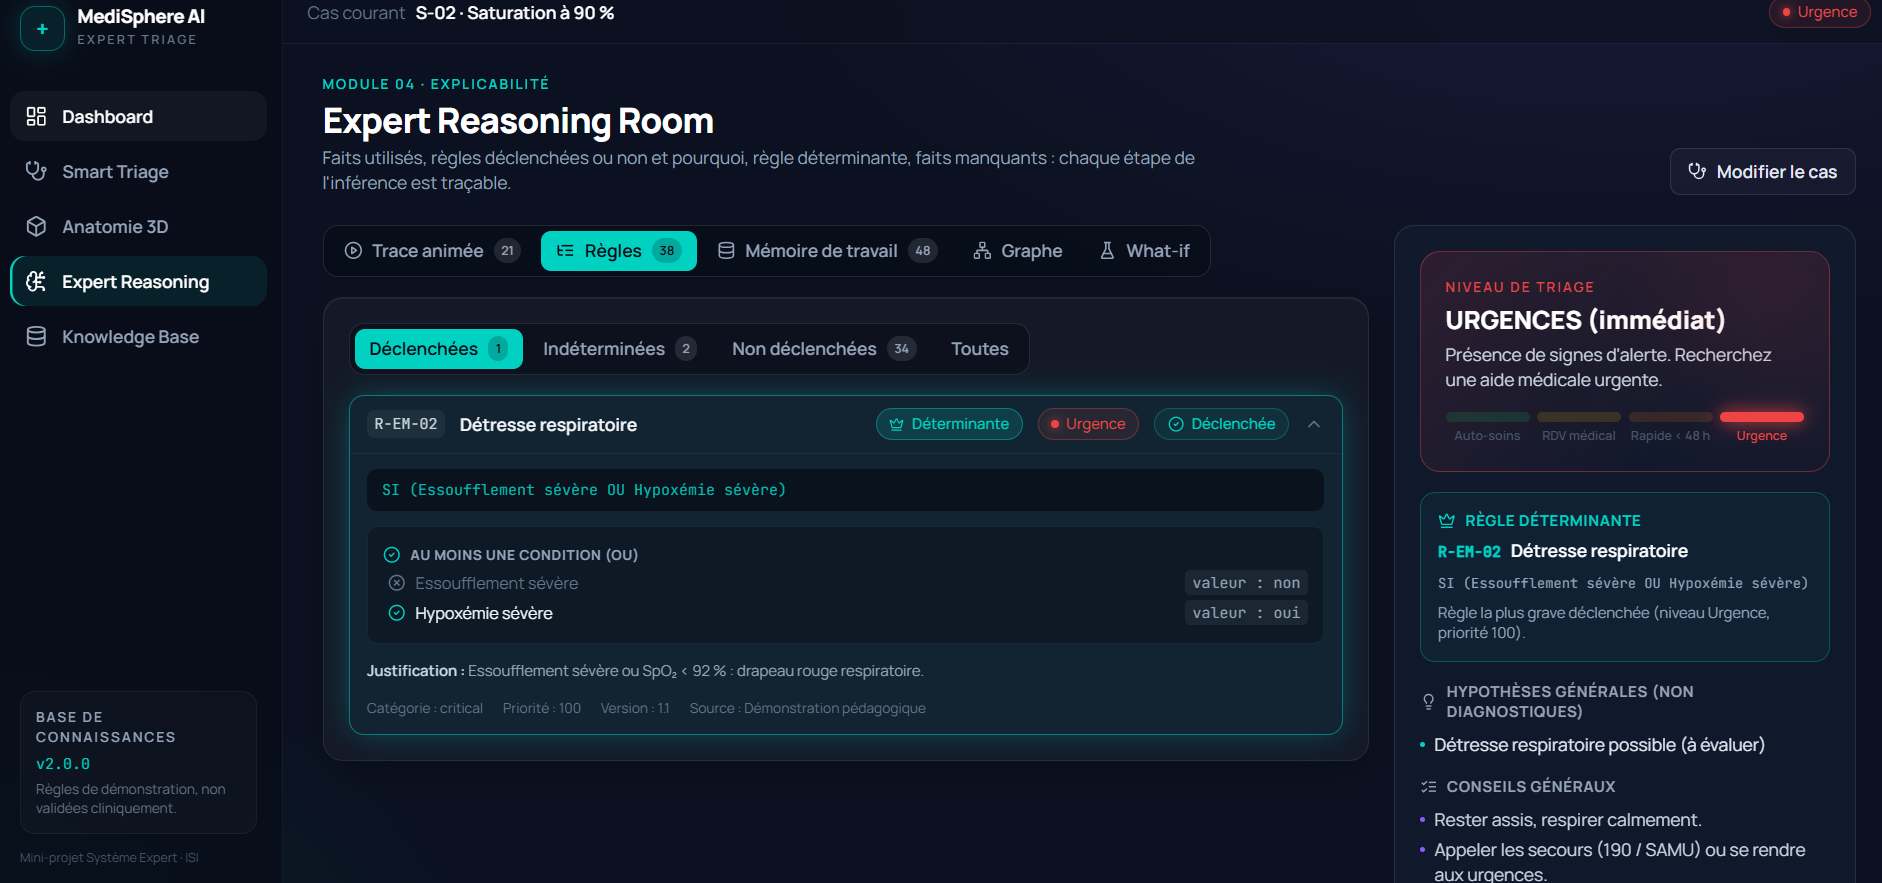 MediSphere AI
EXPERT TRIAGE
Dashboard
Smart Triage
Anatomie 3D
Expert Reasoning
Knowledge Base
BASE DE
CONNAISSANCES
v2.0.0
Règles de démonstration, non
validées cliniquement.
Mini-projet Système Expert · ISI
Cas courant S-02 · Saturation à 90 %
Urgence
MODULE 04 · EXPLICABILITÉ
Expert Reasoning Room
Faits utilisés, règles déclenchées ou non et pourquoi, règle déterminante, faits manquants : chaque étape de
l'inférence est traçable.
Modifier le cas
Trace animée 21 Règles 38 Mémoire de travail 48 Graphe What-if
Déclenchées 1 Indéterminées 2 Non déclenchées 34 Toutes
R-EM-02 Détresse respiratoire Déterminante Urgence Déclenchée
SI (Essoufflement sévère OU Hypoxémie sévère)
AU MOINS UNE CONDITION (OU)
Essoufflement sévère valeur : non
Hypoxémie sévère valeur : oui
Justification : Essoufflement sévère ou SpO₂ < 92 % : drapeau rouge respiratoire.
Catégorie : critical Priorité : 100 Version : 1.1 Source : Démonstration pédagogique
NIVEAU DE TRIAGE
URGENCES (immédiat)
Présence de signes d'alerte. Recherchez
une aide médicale urgente.
Auto-soins RDV médical Rapide < 48 h Urgence
RÈGLE DÉTERMINANTE
R-EM-02 Détresse respiratoire
SI (Essoufflement sévère OU Hypoxémie sévère)
Règle la plus grave déclenchée (niveau Urgence,
priorité 100).
HYPOTHÈSES GÉNÉRALES (NON
DIAGNOSTIQUES)
• Détresse respiratoire possible (à évaluer)
CONSEILS GÉNÉRAUX
• Rester assis, respirer calmement.
• Appeler les secours (190 / SAMU) ou se rendre
aux urgences.